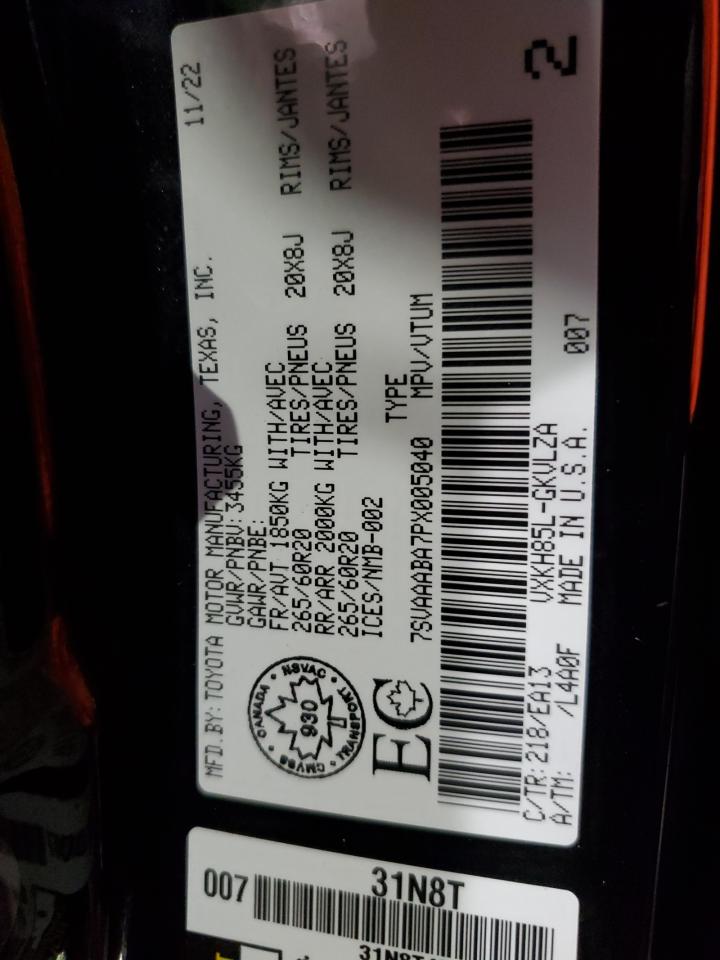 MFD.BY:TOYOTA MOTOR MANUFACTURING, TEXAS, INC. 11/22
GVWR/PNBV:3455KG
GAWR/PNBE:
FR/AVT 1850KG WITH/AVEC
265/60R20 TIRES/PNEUS 20X8J RIMS/JANTES
RR/ARR 2000KG WITH/AVEC
265/60R20 TIRES/PNEUS 20X8J RIMS/JANTES
ICES/NMB-002
TYPE
7SVAAABA7PX005040 MPV/VTUM
CANADA · NSVAC · TRANSPORT · CMVSS
930
T
EC
C/TR:218/EA13 VXKH85L-GKVLZA
A/TM: /L4A0F MADE IN U.S.A. 007
2
007
31N8T